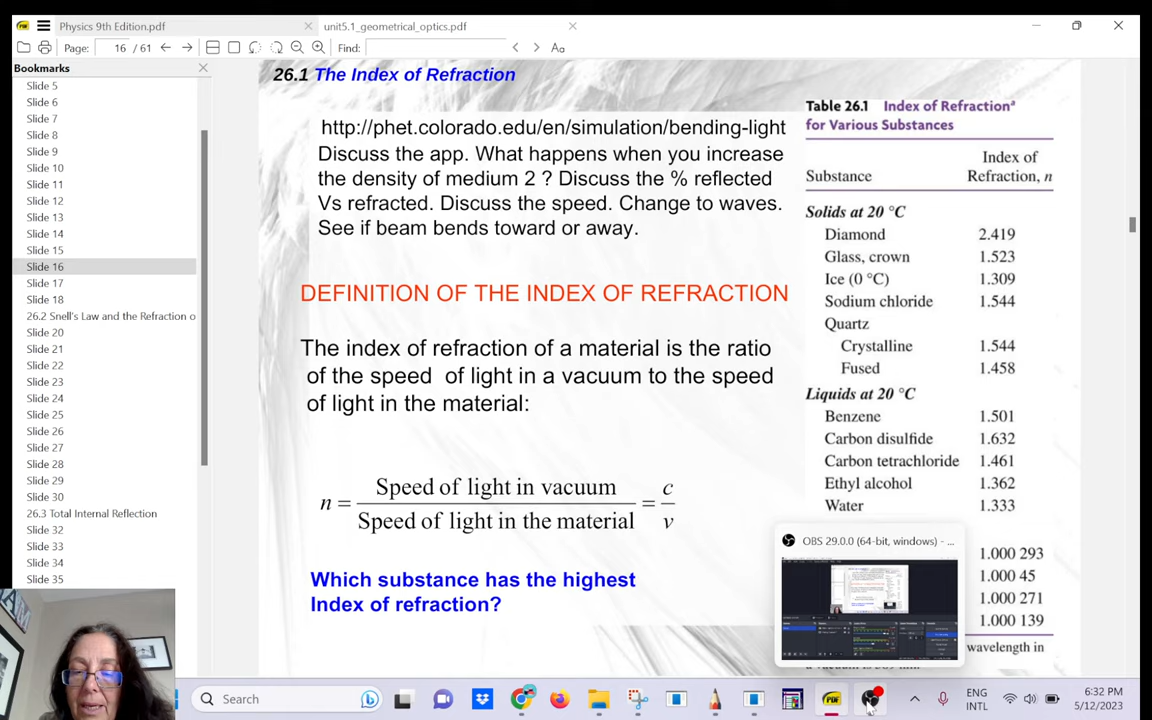 Physics 9th Edition.pdf
unit5.1_geometrical_optics.pdf
Page: 16 / 61
Find:
Aa
Bookmarks
Slide 5
Slide 6
Slide 7
Slide 8
Slide 9
Slide 10
Slide 11
Slide 12
Slide 13
Slide 14
Slide 15
Slide 16
Slide 17
Slide 18
26.2 Snell's Law and the Refraction o
Slide 20
Slide 21
Slide 22
Slide 23
Slide 24
Slide 25
Slide 26
Slide 27
Slide 28
Slide 29
Slide 30
26.3 Total Internal Reflection
Slide 32
Slide 33
Slide 34
Slide 35
26.1 The Index of Refraction
http://phet.colorado.edu/en/simulation/bending-light
Discuss the app. What happens when you increase
the density of medium 2 ? Discuss the % reflected
Vs refracted. Discuss the speed. Change to waves.
See if beam bends toward or away.
DEFINITION OF THE INDEX OF REFRACTION
The index of refraction of a material is the ratio
of the speed of light in a vacuum to the speed
of light in the material:
n = Speed of light in vacuum / Speed of light in the material = c / v
Which substance has the highest
Index of refraction?
Table 26.1 Index of Refractionᵃ
for Various Substances
Index of
Substance Refraction, n
Solids at 20 °C
Diamond 2.419
Glass, crown 1.523
Ice (0 °C) 1.309
Sodium chloride 1.544
Quartz
Crystalline 1.544
Fused 1.458
Liquids at 20 °C
Benzene 1.501
Carbon disulfide 1.632
Carbon tetrachloride 1.461
Ethyl alcohol 1.362
Water 1.333
1.000 293
1.000 45
1.000 271
1.000 139
wavelength in
OBS 29.0.0 (64-bit, windows) - ...
Search
ENG
INTL
6:32 PM
5/12/2023